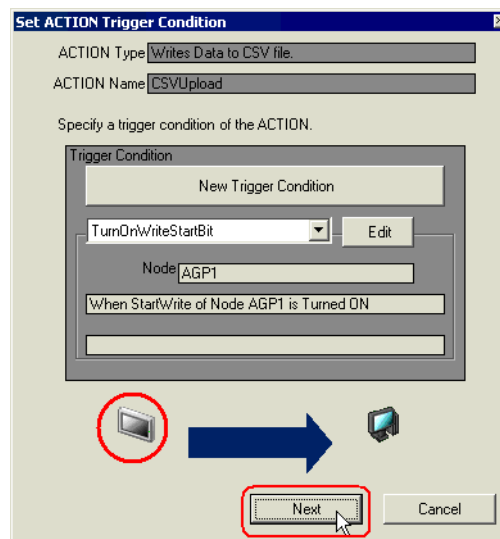 Set ACTION Trigger Condition
ACTION Type Writes Data to CSV file.
ACTION Name CSVUpload
Specify a trigger condition of the ACTION.
Trigger Condition
New Trigger Condition
TurnOnWriteStartBit Edit
Node AGP1
When StartWrite of Node AGP1 is Turned ON
Next Cancel